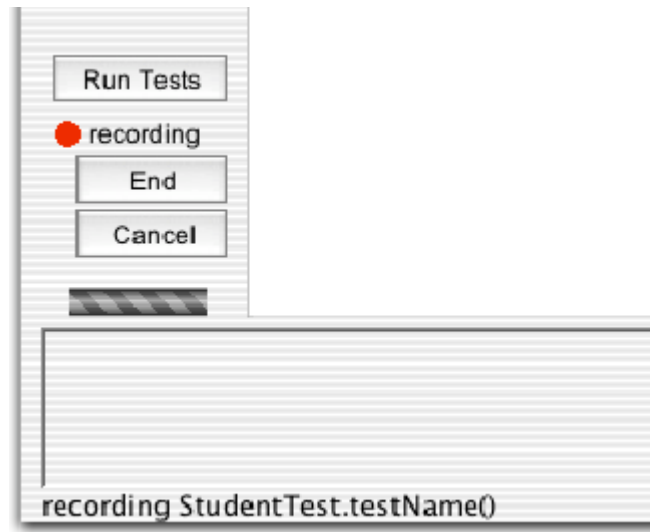 Run Tests
recording
End
Cancel
recording StudentTest.testName()